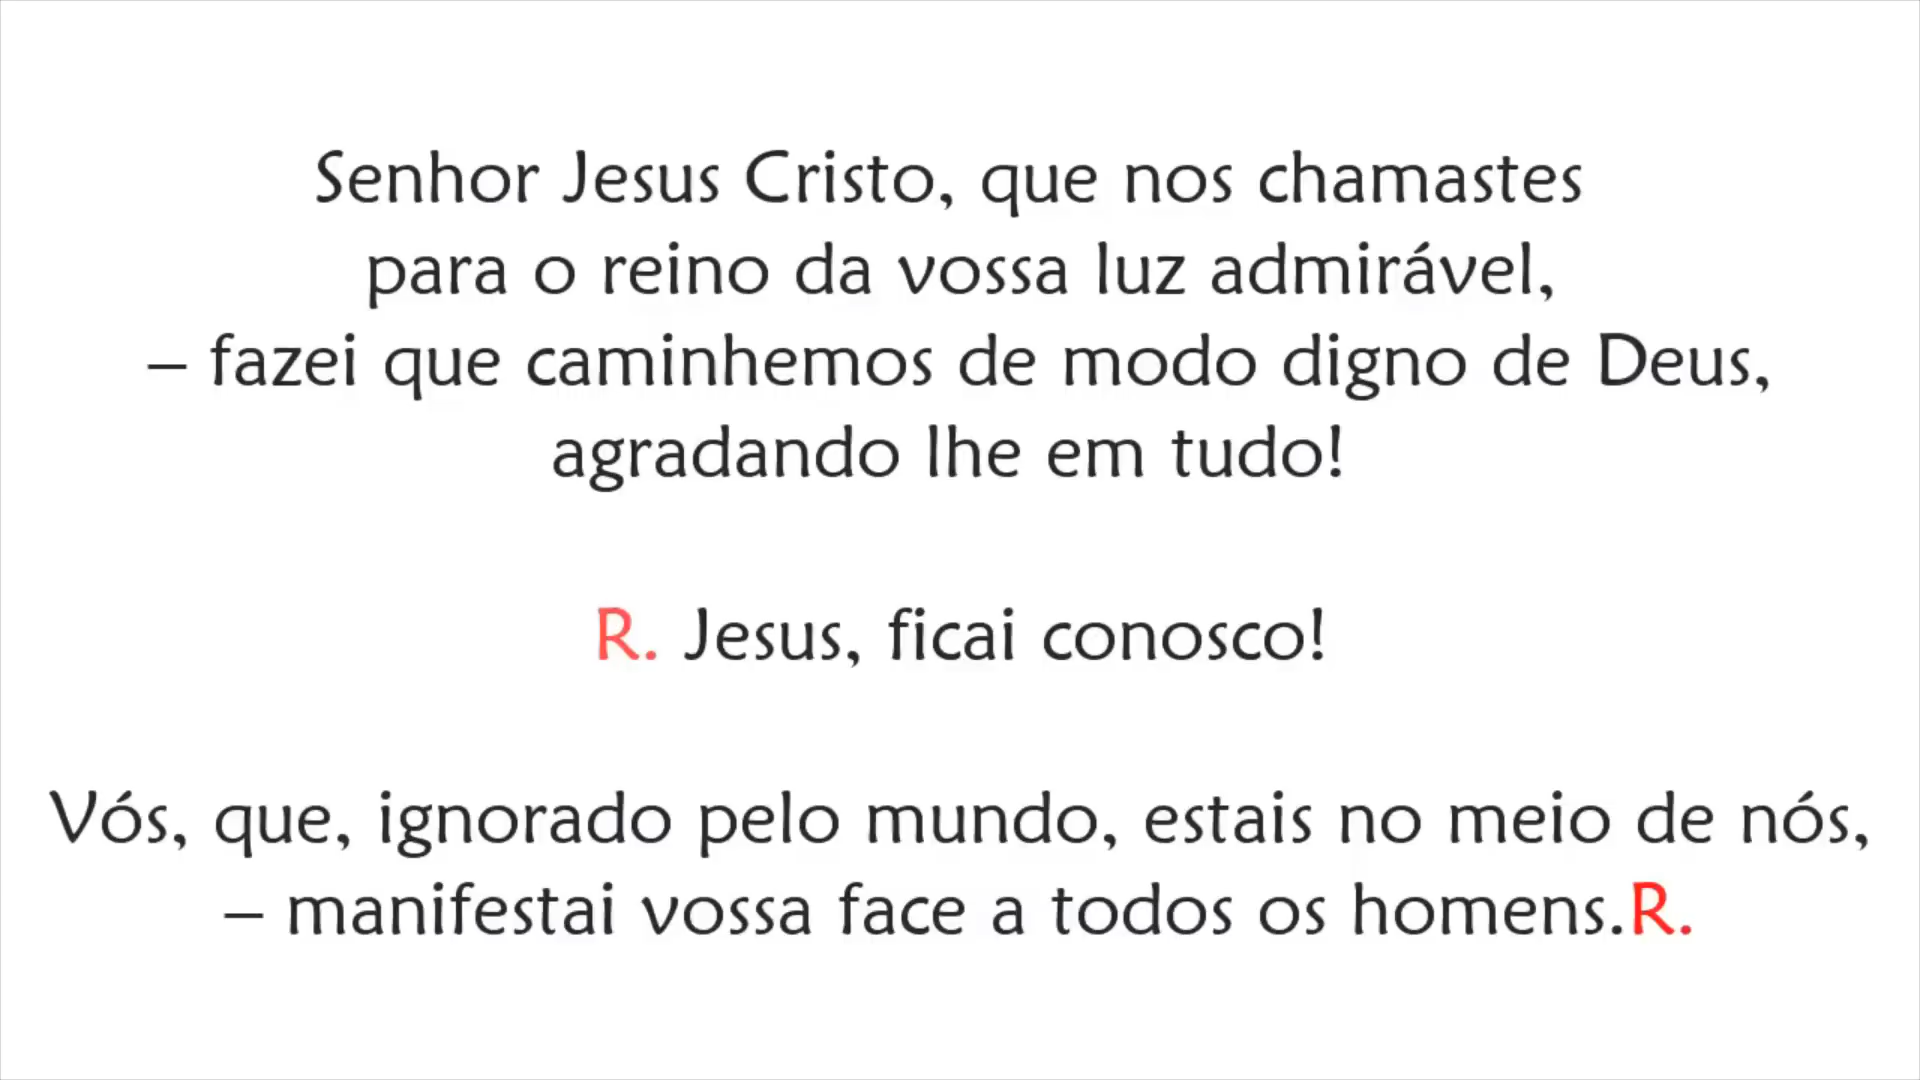 Senhor Jesus Cristo, que nos chamastes
para o reino da vossa luz admirável,
– fazei que caminhemos de modo digno de Deus,
agradando lhe em tudo!
R. Jesus, ficai conosco!
Vós, que, ignorado pelo mundo, estais no meio de nós,
– manifestai vossa face a todos os homens.R.